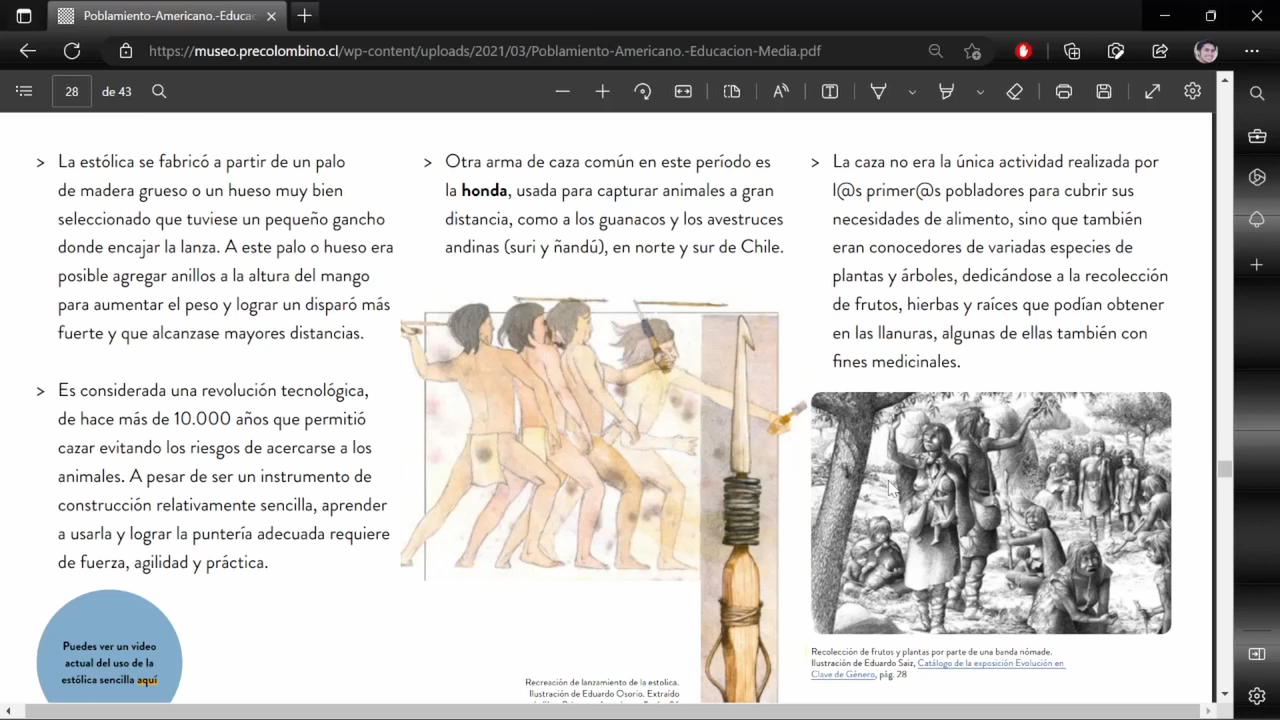 Poblamiento-Americano.-Educac
https://museo.precolombino.cl/wp-content/uploads/2021/03/Poblamiento-Americano.-Educacion-Media.pdf
28 de 43
> La estólica se fabricó a partir de un palo
de madera grueso o un hueso muy bien
seleccionado que tuviese un pequeño gancho
donde encajar la lanza. A este palo o hueso era
posible agregar anillos a la altura del mango
para aumentar el peso y lograr un disparó más
fuerte y que alcanzase mayores distancias.
> Es considerada una revolución tecnológica,
de hace más de 10.000 años que permitió
cazar evitando los riesgos de acercarse a los
animales. A pesar de ser un instrumento de
construcción relativamente sencilla, aprender
a usarla y lograr la puntería adecuada requiere
de fuerza, agilidad y práctica.
Puedes ver un video
actual del uso de la
estólica sencilla aquí
> Otra arma de caza común en este período es
la honda, usada para capturar animales a gran
distancia, como a los guanacos y los avestruces
andinas (suri y ñandú), en norte y sur de Chile.
Recreación de lanzamiento de la estolica.
Ilustración de Eduardo Osorio. Extraído
> La caza no era la única actividad realizada por
l@s primer@s pobladores para cubrir sus
necesidades de alimento, sino que también
eran conocedores de variadas especies de
plantas y árboles, dedicándose a la recolección
de frutos, hierbas y raíces que podían obtener
en las llanuras, algunas de ellas también con
fines medicinales.
Recolección de frutos y plantas por parte de una banda nómade.
Ilustración de Eduardo Saiz, Catálogo de la exposición Evolución en
Clave de Género, pág. 28